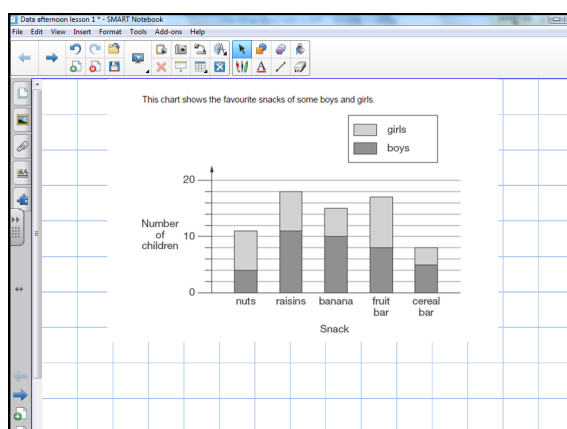 Data afternoon lesson 1 * - SMART Notebook
File Edit View Insert Format Tools Add-ons Help
This chart shows the favourite snacks of some boys and girls.
girls
boys
20
Number
of
children
10
0
nuts raisins banana fruit bar cereal bar
Snack